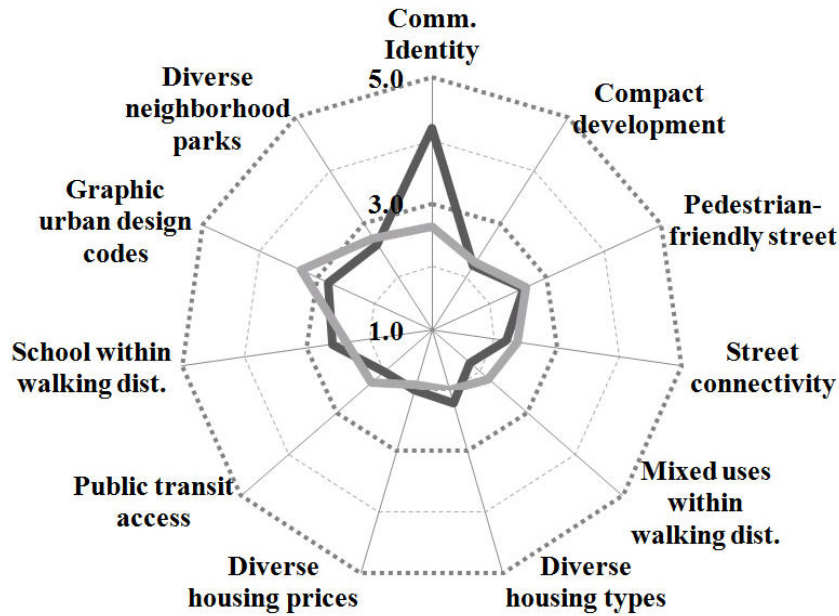 Comm.
Identity
5.0
3.0
1.0
Compact
development
Pedestrian-
friendly street
Street
connectivity
Mixed uses
within
walking dist.
Diverse
housing types
Diverse
housing prices
Public transit
access
School within
walking dist.
Graphic
urban design
codes
Diverse
neighborhood
parks